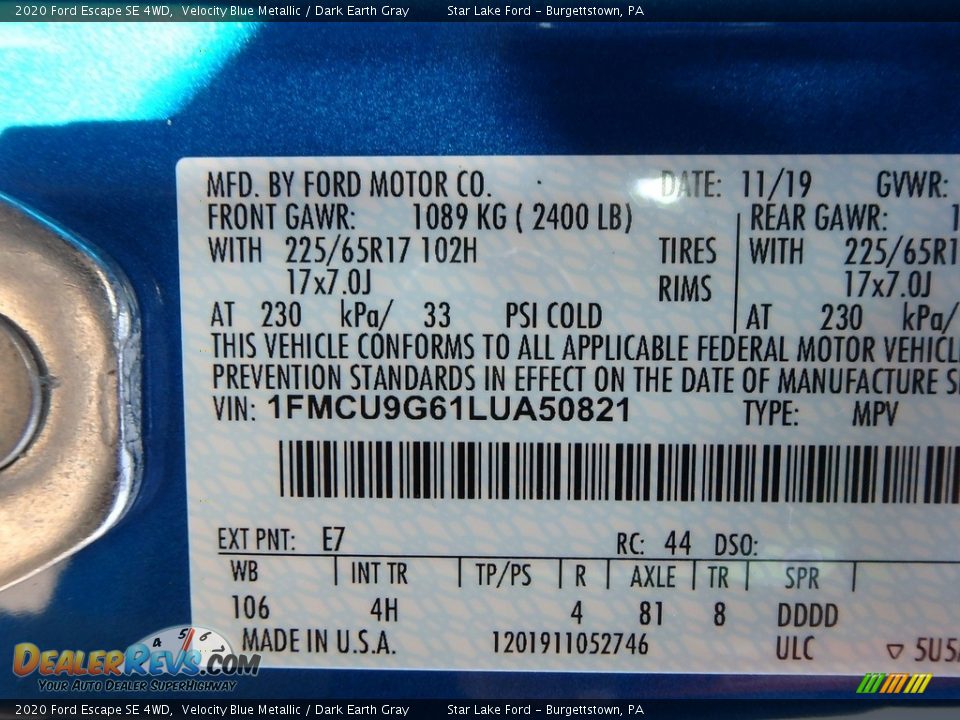 2020 Ford Escape SE 4WD, Velocity Blue Metallic / Dark Earth Gray Star Lake Ford - Burgettstown, PA
MFD. BY FORD MOTOR CO. DATE: 11/19 GVWR:
FRONT GAWR: 1089 KG ( 2400 LB) REAR GAWR: 1
WITH 225/65R17 102H TIRES WITH 225/65R1
17x7.0J RIMS 17x7.0J
AT 230 kPa/ 33 PSI COLD AT 230 kPa/
THIS VEHICLE CONFORMS TO ALL APPLICABLE FEDERAL MOTOR VEHICLE
PREVENTION STANDARDS IN EFFECT ON THE DATE OF MANUFACTURE S
VIN: 1FMCU9G61LUA50821 TYPE: MPV
EXT PNT: E7 RC: 44 DSO:
WB INT TR TP/PS R AXLE TR SPR
106 4H 4 81 8 DDDD
MADE IN U.S.A. 1201911052746 ULC ▽ 5U5
4 5 6
DEALERREVS.COM
YOUR AUTO DEALER SUPERHIGHWAY
2020 Ford Escape SE 4WD, Velocity Blue Metallic / Dark Earth Gray Star Lake Ford - Burgettstown, PA